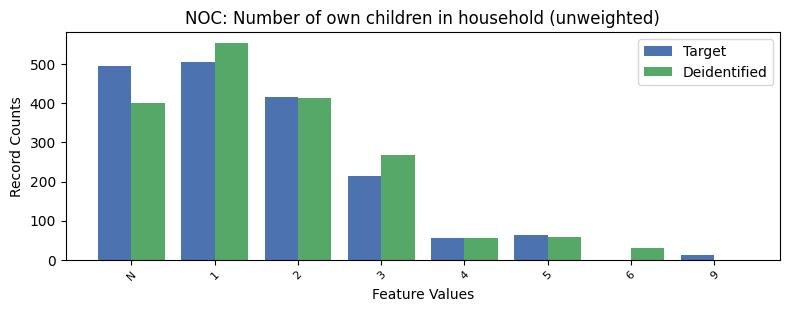 NOC: Number of own children in household (unweighted)
Target
Deidentified
Record Counts
500
400
300
200
100
0
N 1 2 3 4 5 6 9
Feature Values